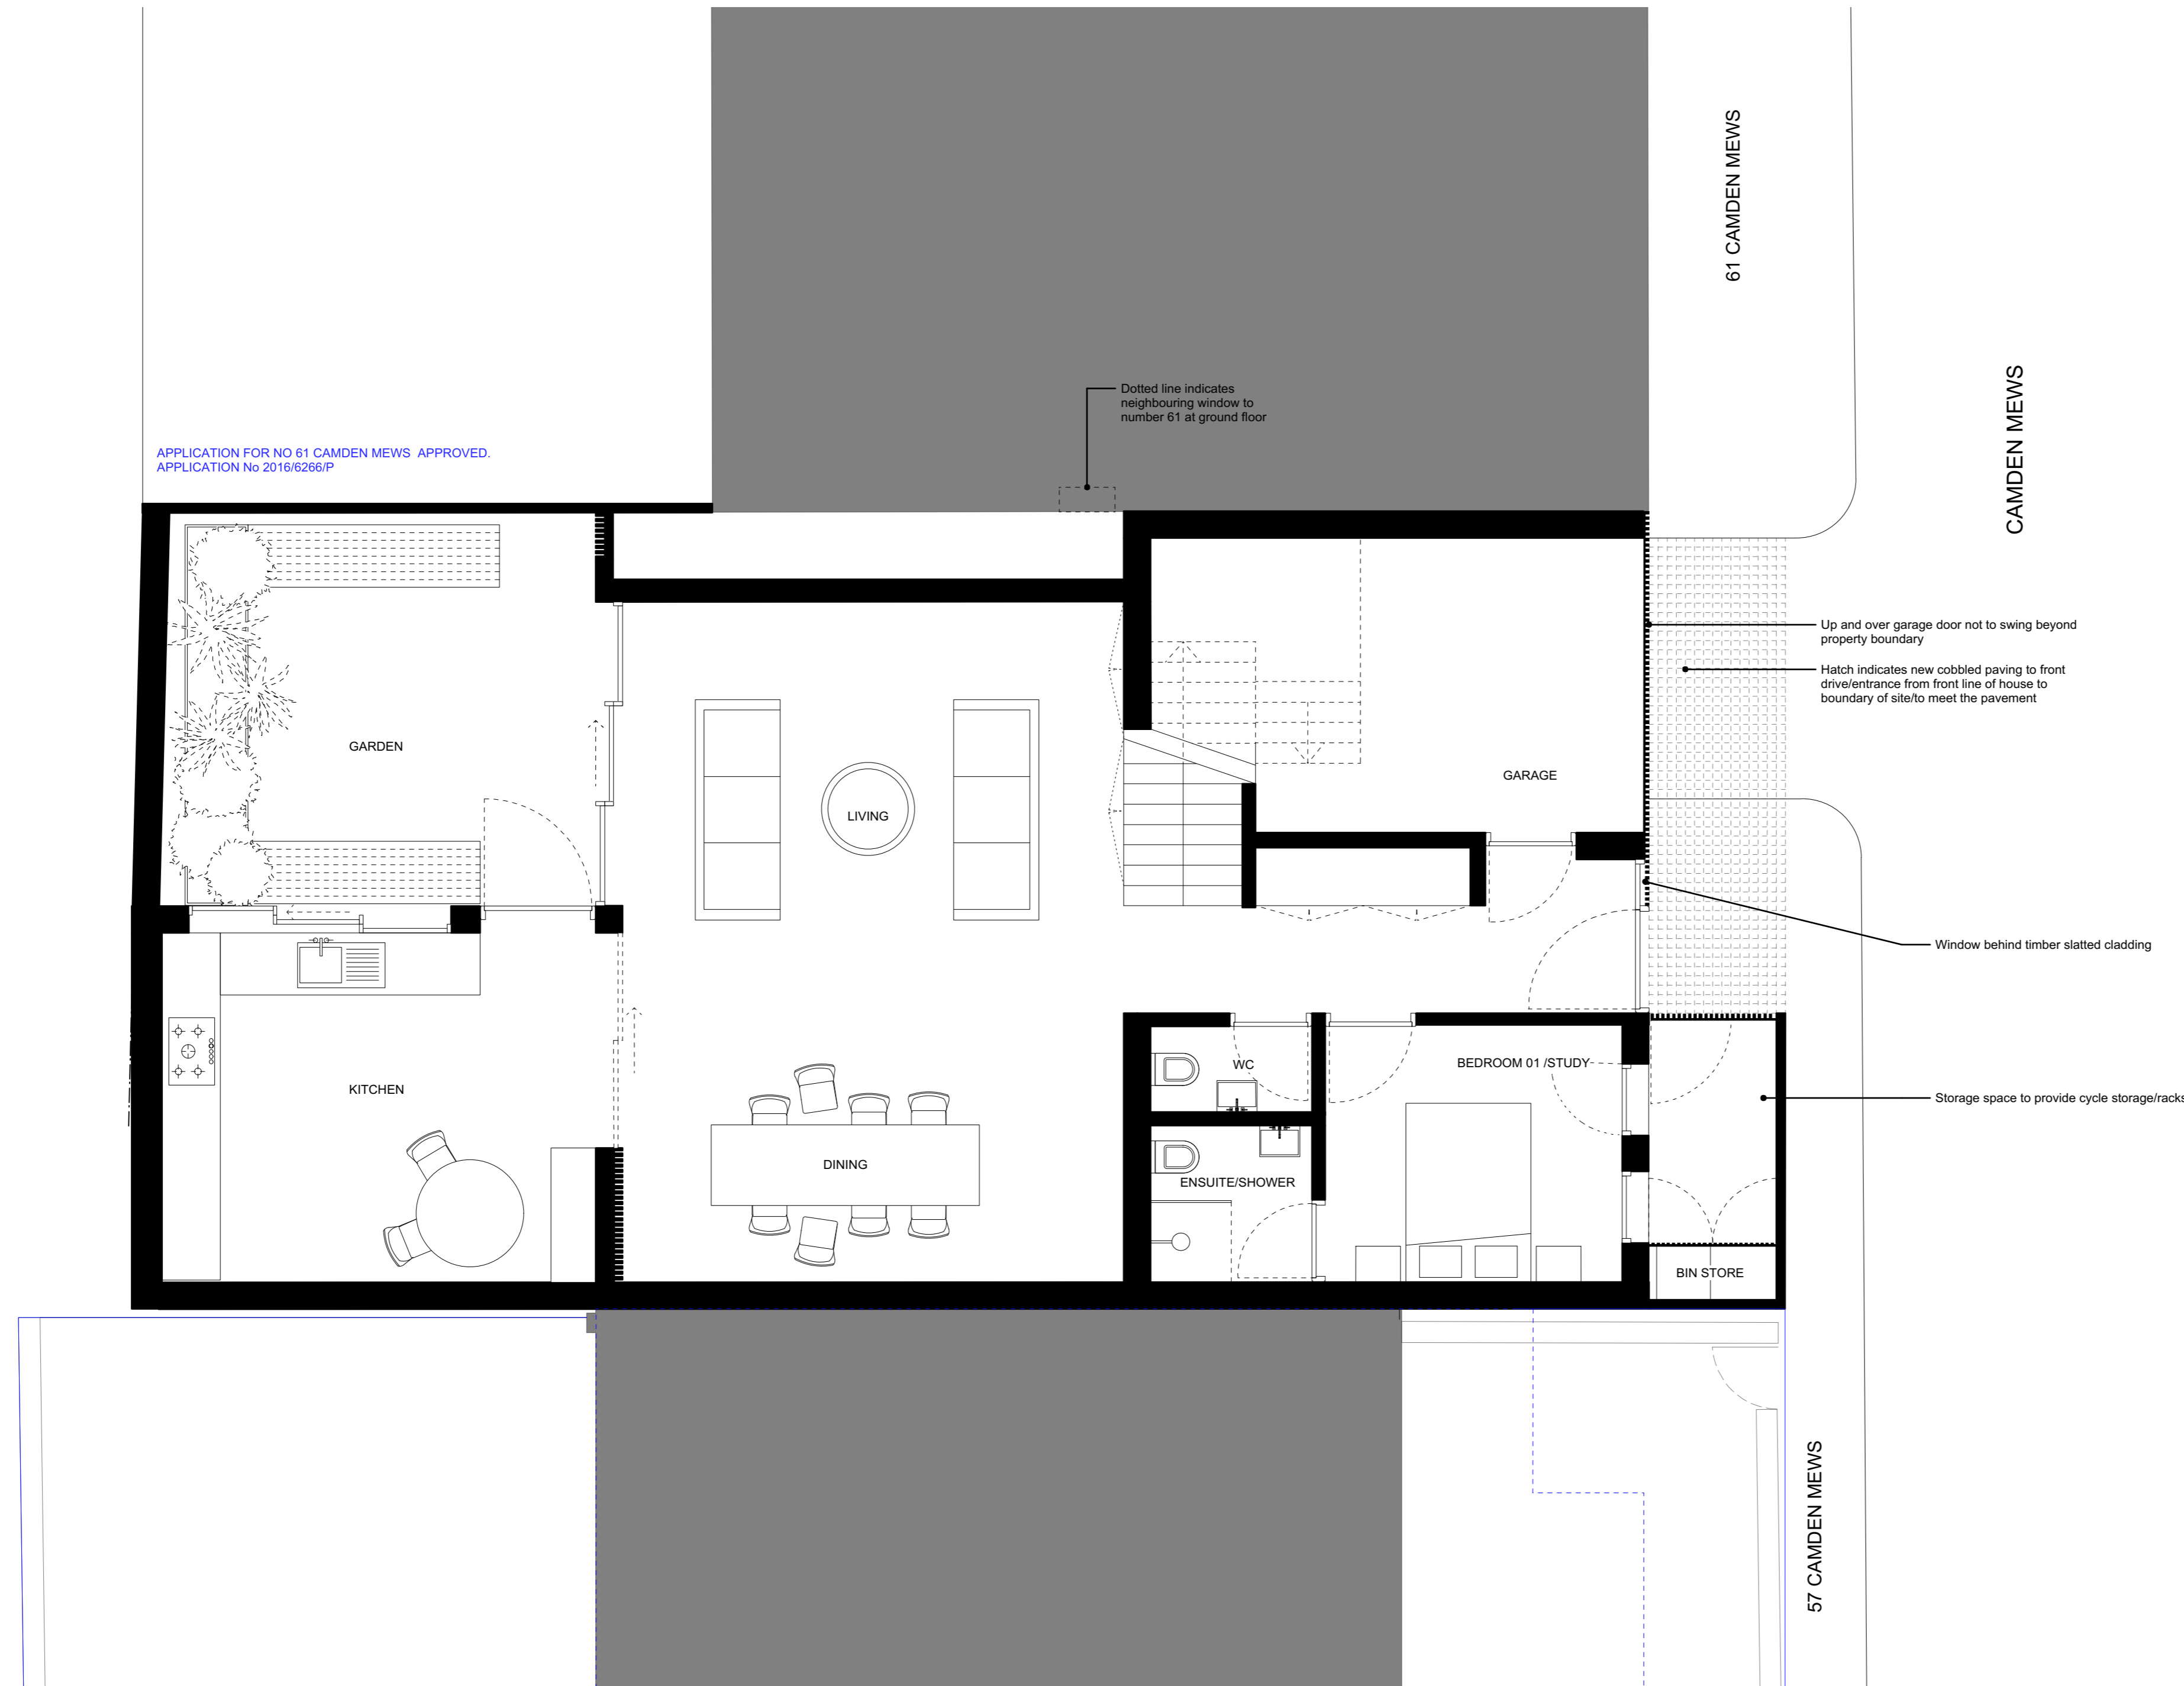 61 CAMDEN MEWS
CAMDEN MEWS
Dotted line indicates
neighbouring window to
number 61 at ground floor
APPLICATION FOR NO 61 CAMDEN MEWS  APPROVED.
APPLICATION No 2016/6266/P
Up and over garage door not to swing beyond
property boundary
Hatch indicates new cobbled paving to front
drive/entrance from front line of house to
boundary of site/to meet the pavement
GARDEN
GARAGE
LIVING
Window behind timber slatted cladding
WC
BEDROOM 01 /STUDY
KITCHEN
Storage space to provide cycle storage/racks
DINING
ENSUITE/SHOWER
BIN STORE
57 CAMDEN MEWS